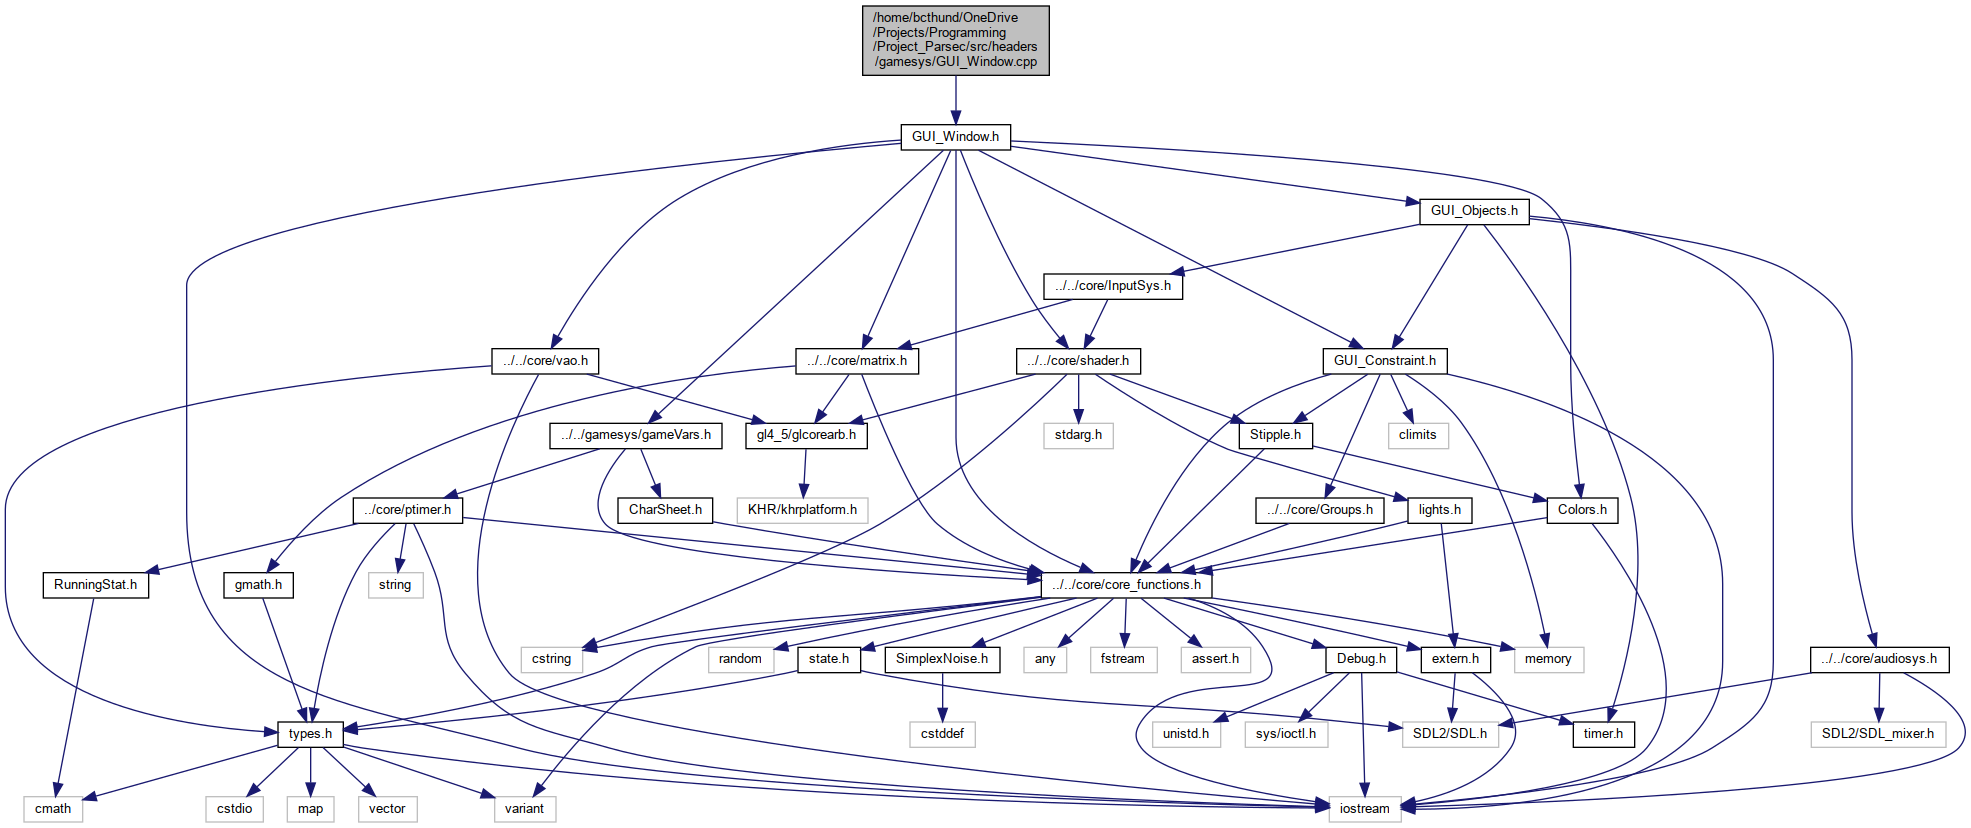 /home/bcthund/OneDrive
/Projects/Programming
/Project_Parsec/src/headers
/gamesys/GUI_Window.cpp
GUI_Window.h
GUI_Objects.h
../../core/InputSys.h
../../core/vao.h
../../core/matrix.h
../../core/shader.h
GUI_Constraint.h
../../gamesys/gameVars.h
gl4_5/glcorearb.h
stdarg.h
Stipple.h
climits
../core/ptimer.h
CharSheet.h
KHR/khrplatform.h
../../core/Groups.h
lights.h
Colors.h
RunningStat.h
gmath.h
string
../../core/core_functions.h
cstring
random
state.h
SimplexNoise.h
any
fstream
assert.h
Debug.h
extern.h
memory
../../core/audiosys.h
types.h
cstddef
unistd.h
sys/ioctl.h
SDL2/SDL.h
timer.h
SDL2/SDL_mixer.h
cmath
cstdio
map
vector
variant
iostream